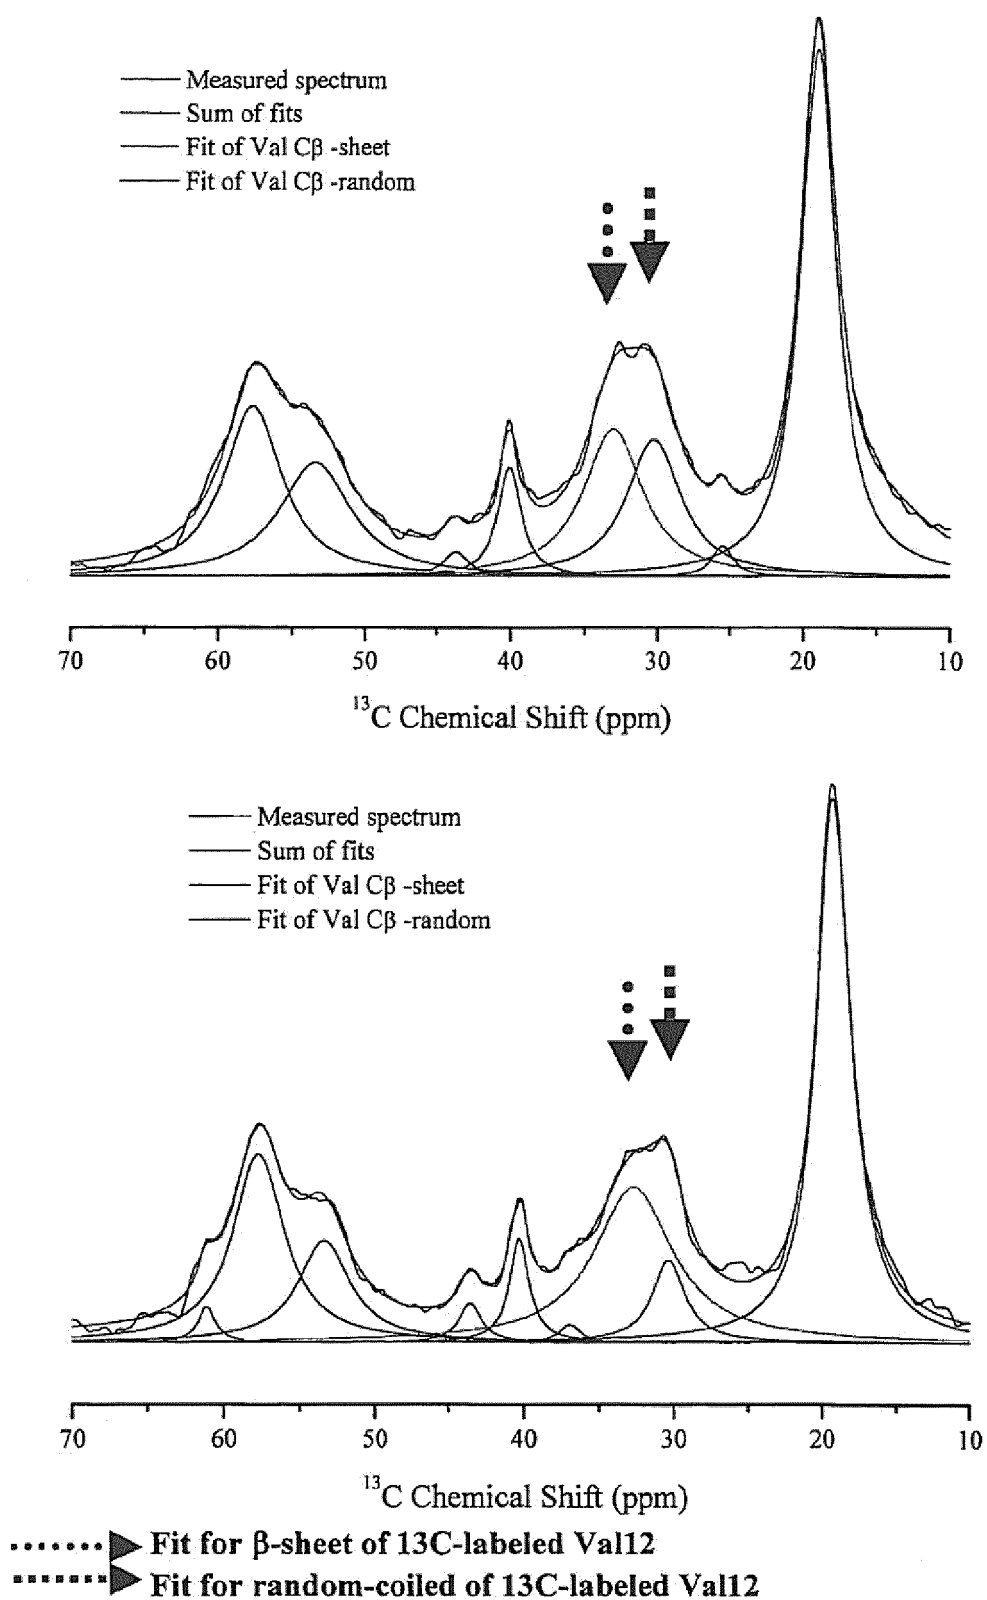 Measured spectrum
Sum of fits
Fit of Val Cβ -sheet
Fit of Val Cβ -random
70 60 50 40 30 20 10
¹³C Chemical Shift (ppm)
Measured spectrum
Sum of fits
Fit of Val Cβ -sheet
Fit of Val Cβ -random
70 60 50 40 30 20 10
¹³C Chemical Shift (ppm)
Fit for β-sheet of 13C-labeled Val12
Fit for random-coiled of 13C-labeled Val12